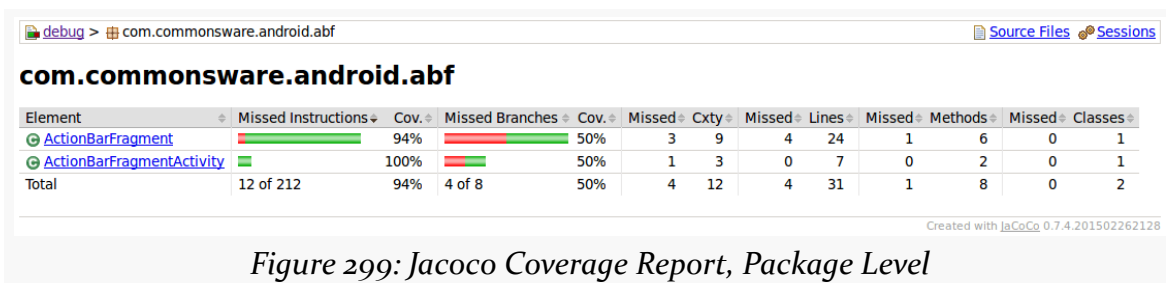 debug > com.commonsware.android.abf Source Files Sessions
com.commonsware.android.abf
Element Missed Instructions Cov. Missed Branches Cov. Missed Cxty Missed Lines Missed Methods Missed Classes
ActionBarFragment 94% 50% 3 9 4 24 1 6 0 1
ActionBarFragmentActivity 100% 50% 1 3 0 7 0 2 0 1
Total 12 of 212 94% 4 of 8 50% 4 12 4 31 1 8 0 2
Created with JaCoCo 0.7.4.201502262128
Figure 299: Jacoco Coverage Report, Package Level